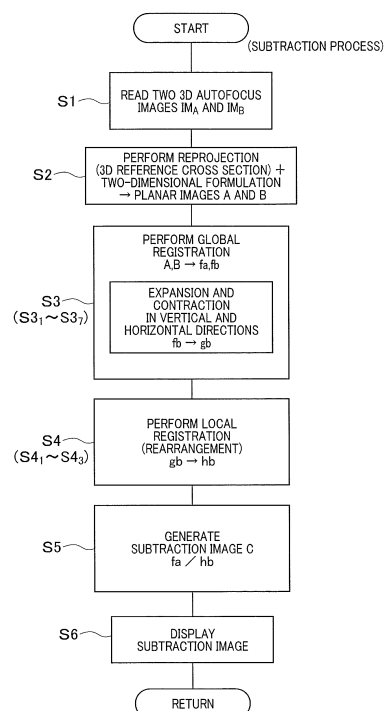 START
(SUBTRACTION PROCESS)
S1
READ TWO 3D AUTOFOCUS
IMAGES IMA AND IMB
S2
PERFORM REPROJECTION
(3D REFERENCE CROSS SECTION) +
TWO-DIMENSIONAL FORMULATION
→ PLANAR IMAGES A AND B
S3
(S3₁~S3₇)
PERFORM GLOBAL
REGISTRATION
A,B → fa,fb
EXPANSION AND
CONTRACTION
IN VERTICAL AND
HORIZONTAL DIRECTIONS
fb → gb
S4
(S4₁~S4₃)
PERFORM LOCAL
REGISTRATION
(REARRANGEMENT)
gb → hb
S5
GENERATE
SUBTRACTION IMAGE C
fa / hb
S6
DISPLAY
SUBTRACTION IMAGE
RETURN